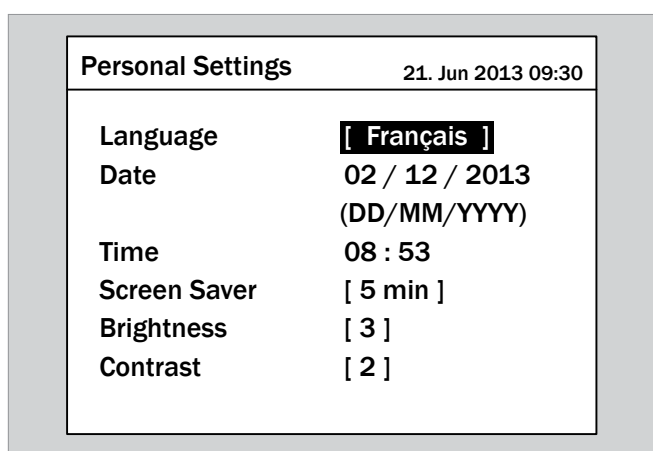 Personal Settings 21. Jun 2013 09:30
Language [ Français ]
Date 02 / 12 / 2013
(DD/MM/YYYY)
Time 08 : 53
Screen Saver [ 5 min ]
Brightness [ 3 ]
Contrast [ 2 ]